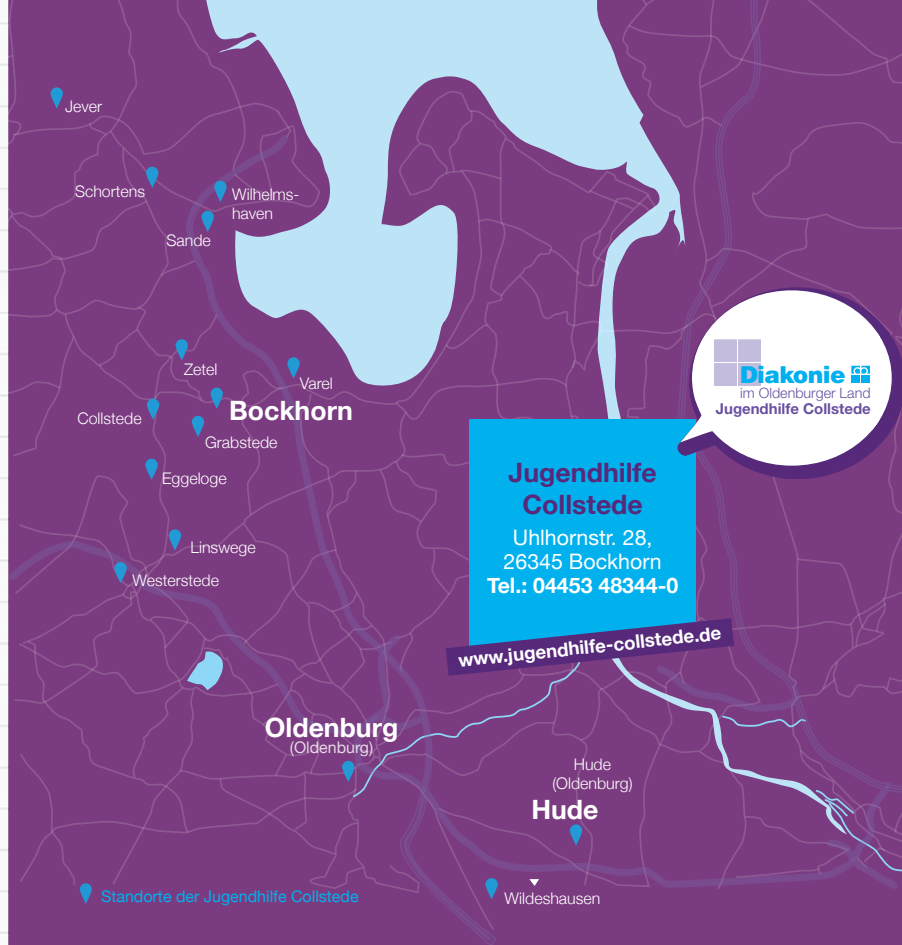 Jever
Schortens
Wilhelms-
haven
Sande
Zetel
Varel
Bockhorn
Collstede
Grabstede
Eggeloge
Linswege
Westerstede
Diakonie
im Oldenburger Land
Jugendhilfe Collstede
Jugendhilfe
Collstede
Uhlhornstr. 28,
26345 Bockhorn
Tel.: 04453 48344-0
www.jugendhilfe-collstede.de
Oldenburg
(Oldenburg)
Hude
(Oldenburg)
Hude
Wildeshausen
Standorte der Jugendhilfe Collstede